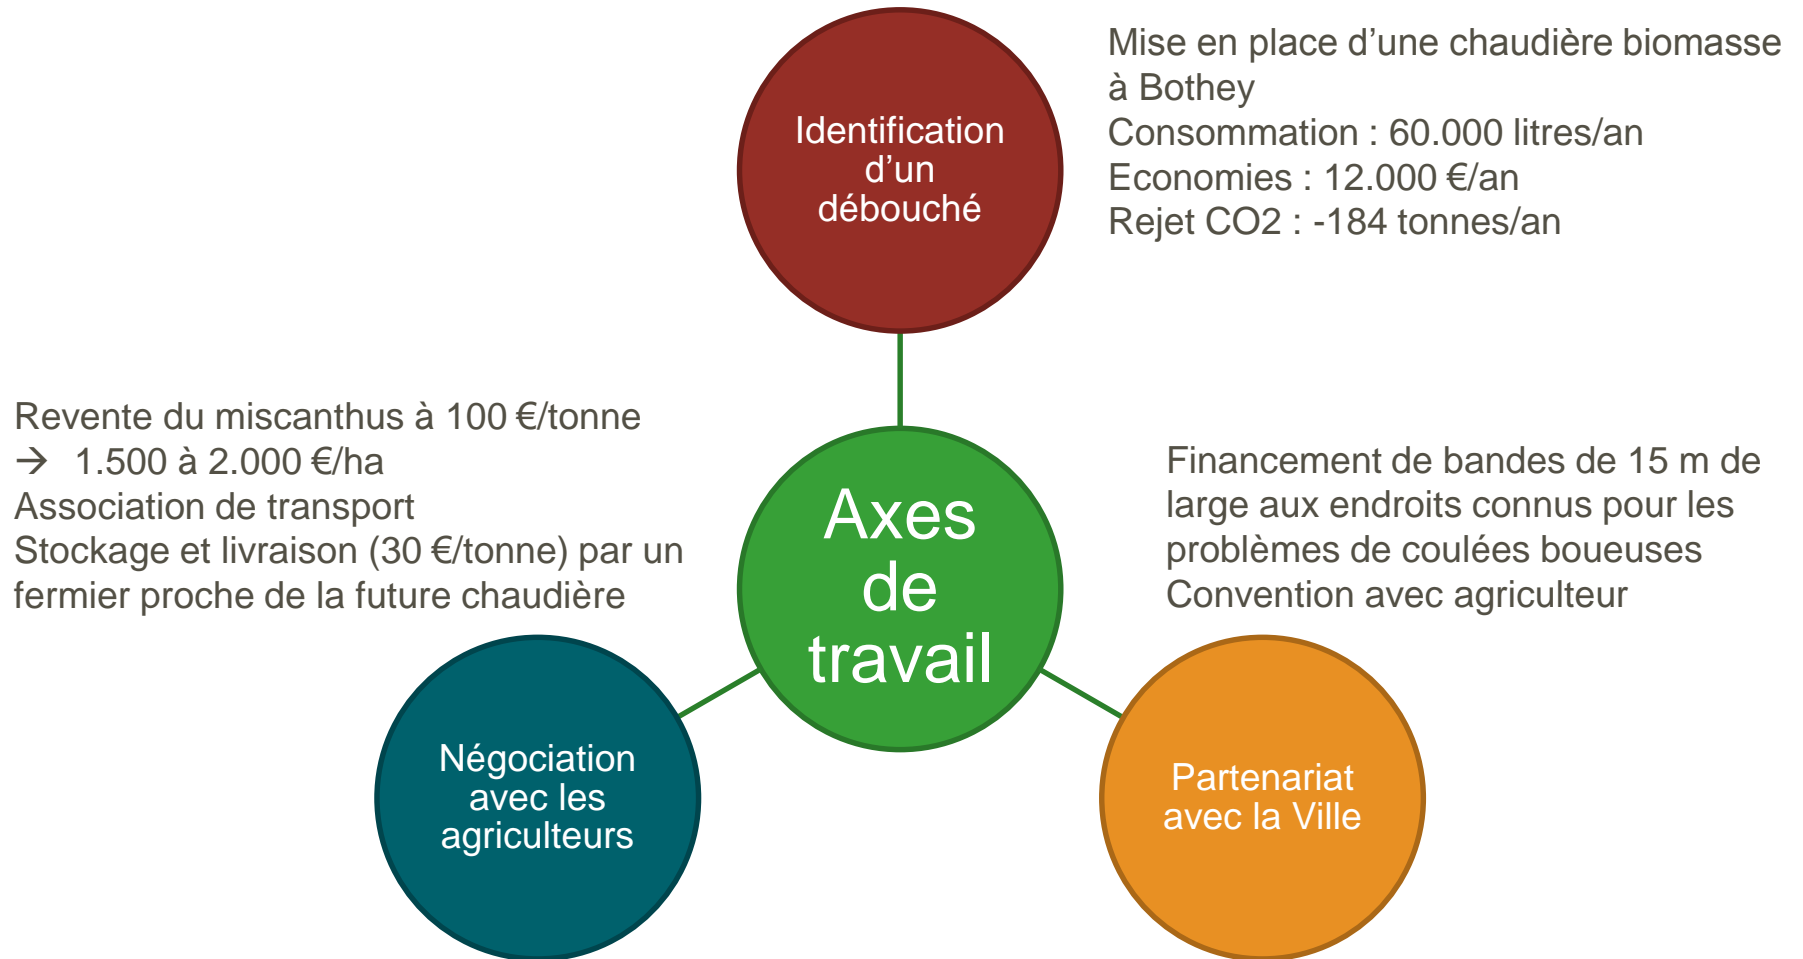 Identification
d’un
débouché
Mise en place d’une chaudière biomasse
à Bothey
Consommation : 60.000 litres/an
Economies : 12.000 €/an
Rejet CO2 : -184 tonnes/an
Revente du miscanthus à 100 €/tonne
→ 1.500 à 2.000 €/ha
Association de transport
Stockage et livraison (30 €/tonne) par un
fermier proche de la future chaudière
Axes
de
travail
Financement de bandes de 15 m de
large aux endroits connus pour les
problèmes de coulées boueuses
Convention avec agriculteur
Négociation
avec les
agriculteurs
Partenariat
avec la Ville